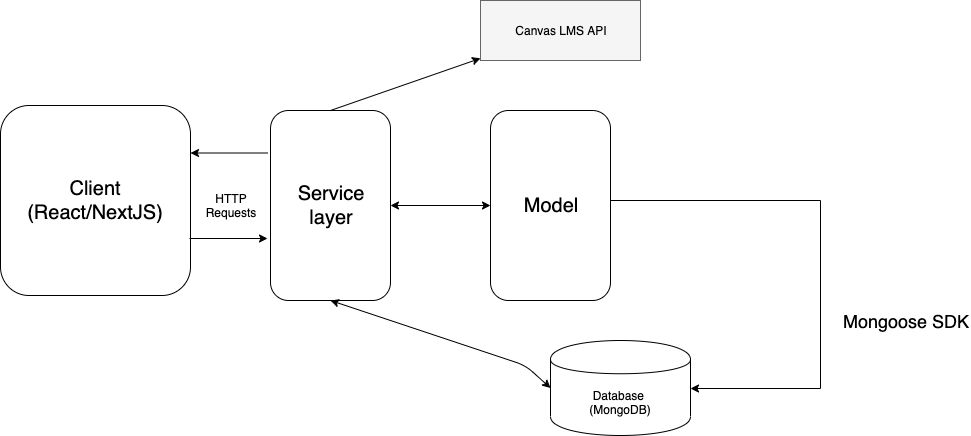 Canvas LMS API
Client
(React/NextJS)
HTTP
Requests
Service
layer
Model
Mongoose SDK
Database
(MongoDB)